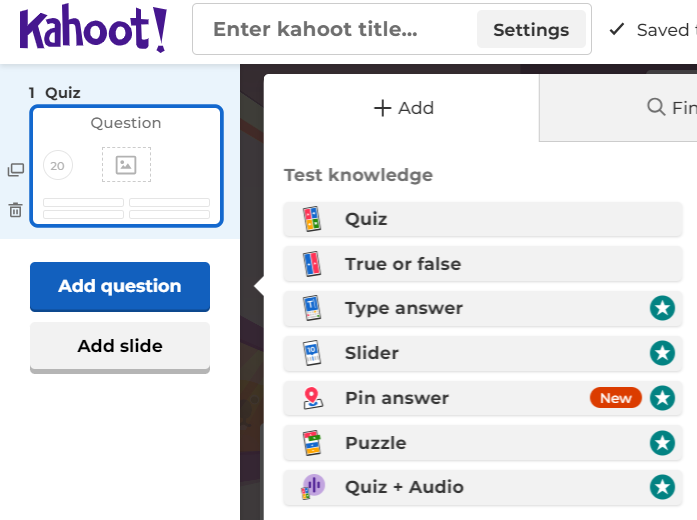 Kahoot!
Enter kahoot title...
Settings
Saved
1 Quiz
Question
20
Add question
Add slide
Add
Test knowledge
Quiz
True or false
Type answer
Slider
Pin answer
New
Puzzle
Quiz + Audio